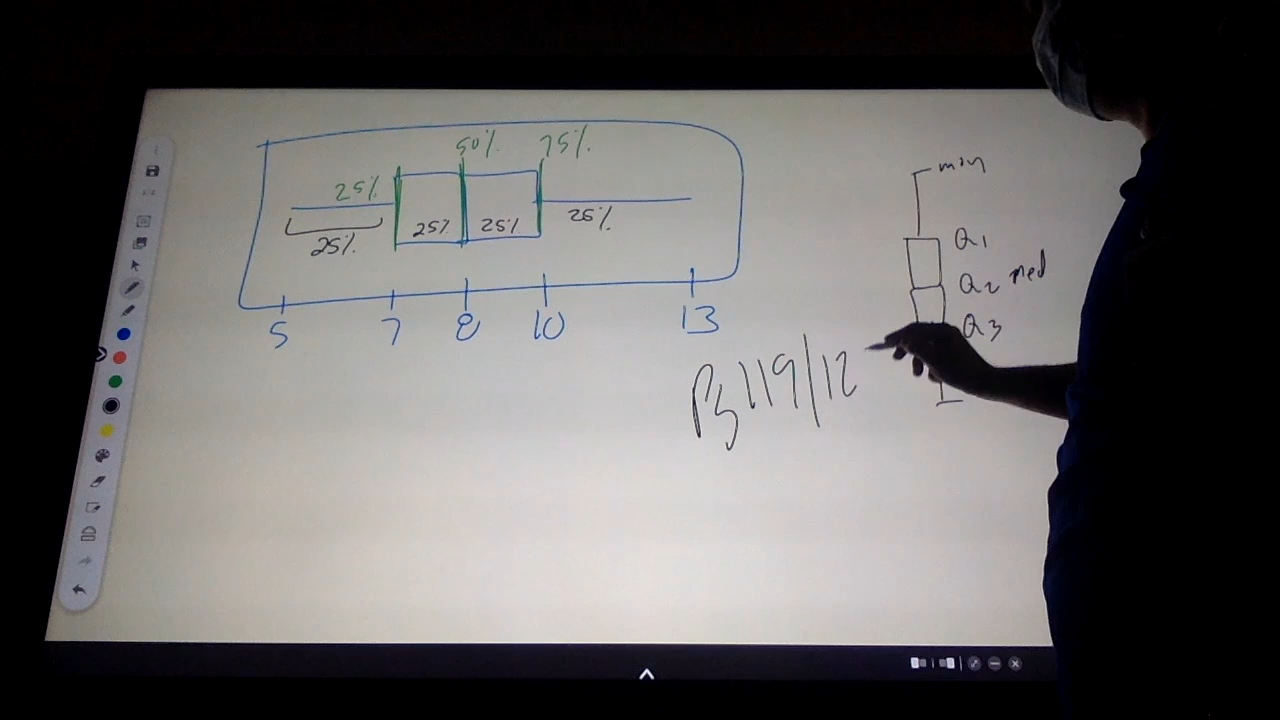 50% 75%
25%
25% 25% 25% 25%
5 7 8 10 13
min
Q1
Q2 med
Q3
Pg 119/12